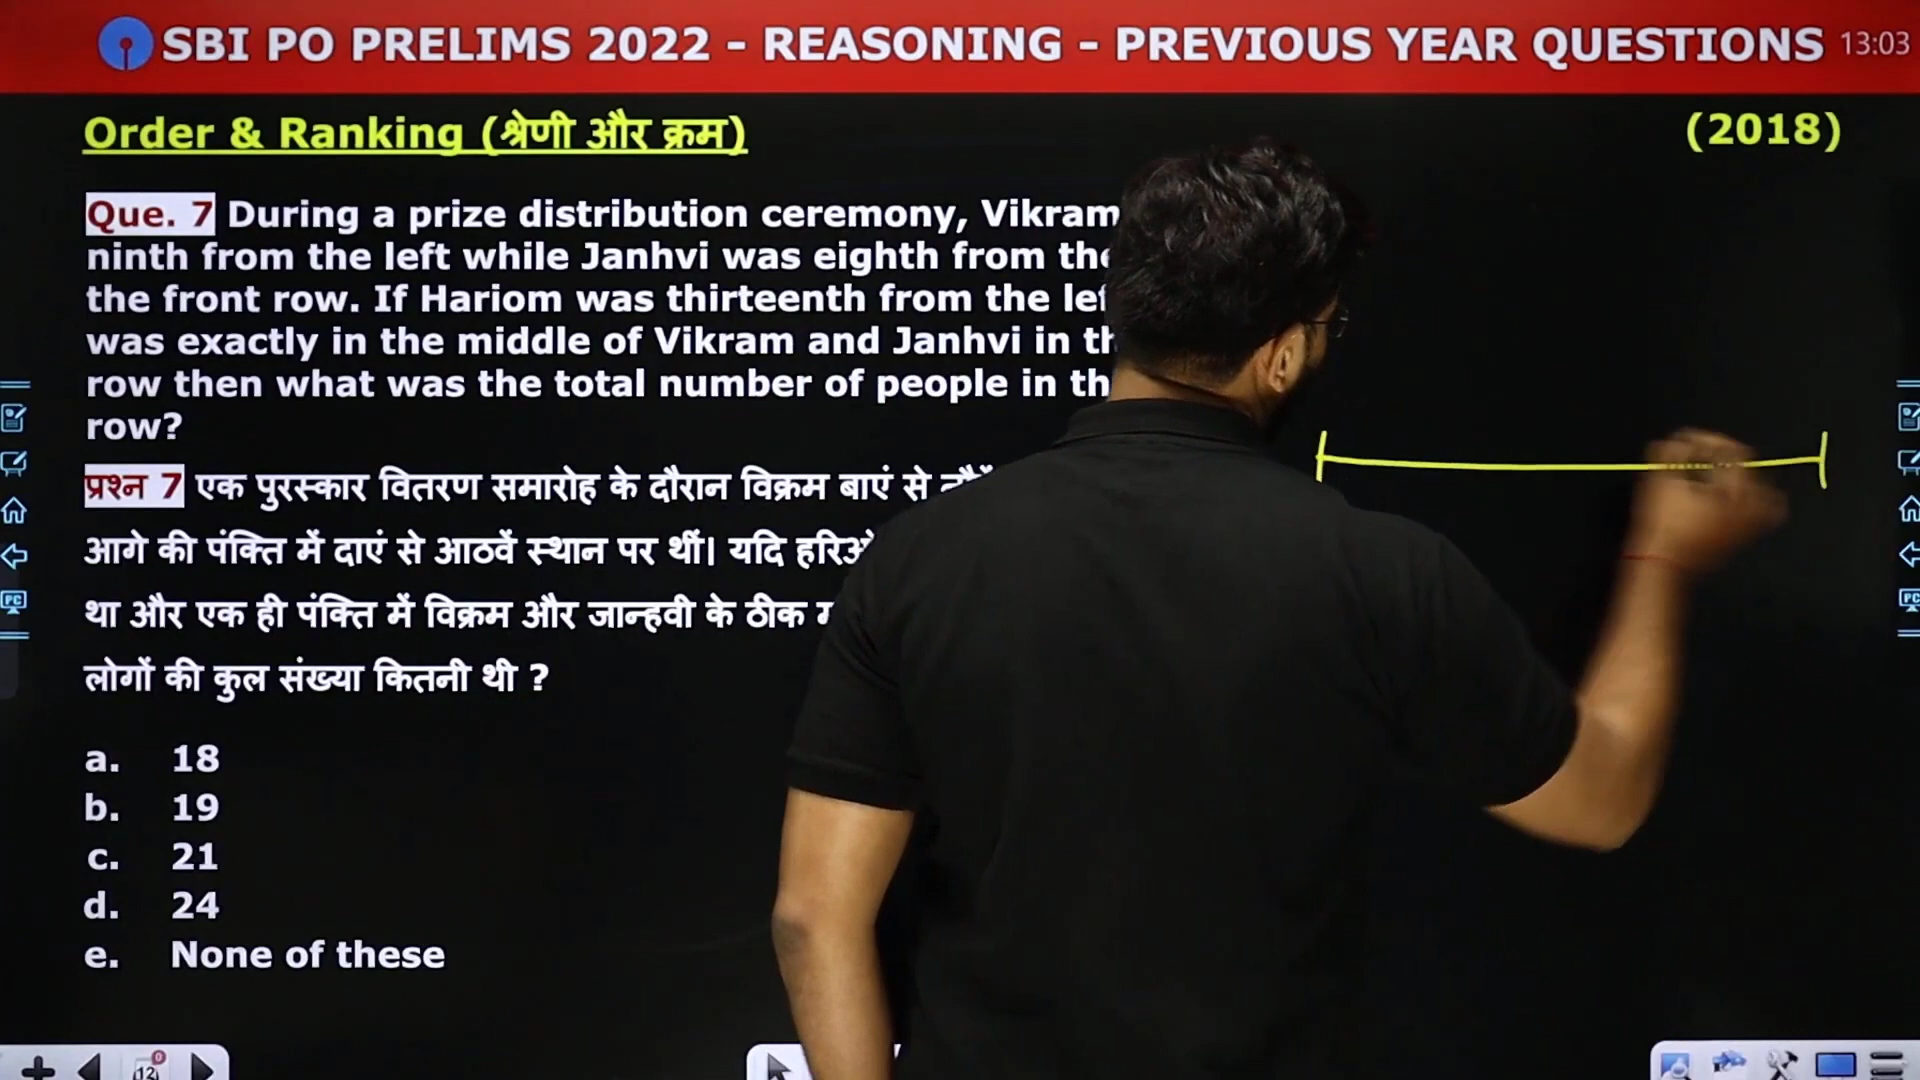 SBI PO PRELIMS 2022 - REASONING - PREVIOUS YEAR QUESTIONS 13:03
Order & Ranking (श्रेणी और क्रम) (2018)
Que. 7 During a prize distribution ceremony, Vikram
ninth from the left while Janhvi was eighth from
the front row. If Hariom was thirteenth from the
was exactly in the middle of Vikram and Janhvi in
row then what was the total number of people in
row?
प्रश्न 7 एक पुरस्कार वितरण समारोह के दौरान विक्रम बाएं से
आगे की पंक्ति में दाएं से आठवें स्थान पर थीं। यदि
था और एक ही पंक्ति में विक्रम और जान्हवी के ठीक
लोगों की कुल संख्या कितनी थी ?
a. 18
b. 19
c. 21
d. 24
e. None of these